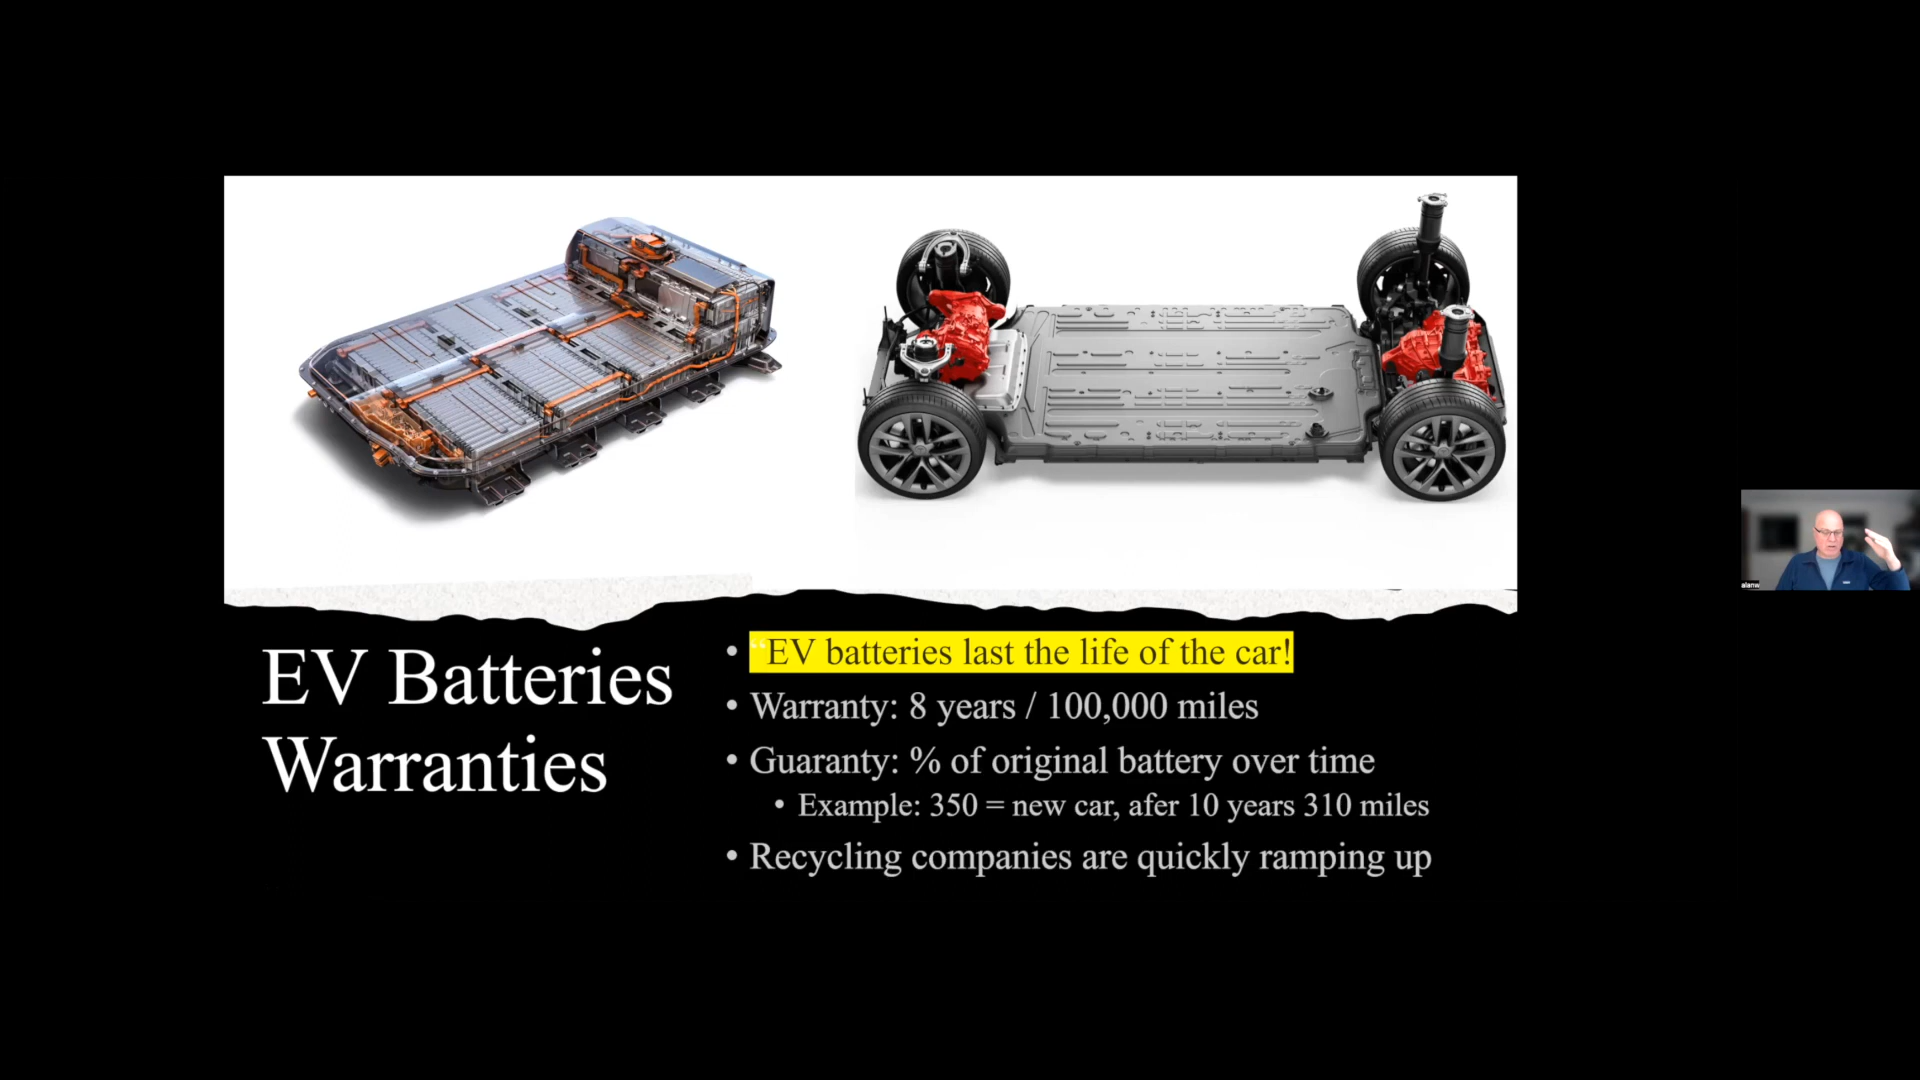 EV Batteries
Warranties
• “EV batteries last the life of the car!
• Warranty: 8 years / 100,000 miles
• Guaranty: % of original battery over time
• Example: 350 = new car, afer 10 years 310 miles
• Recycling companies are quickly ramping up
alanw